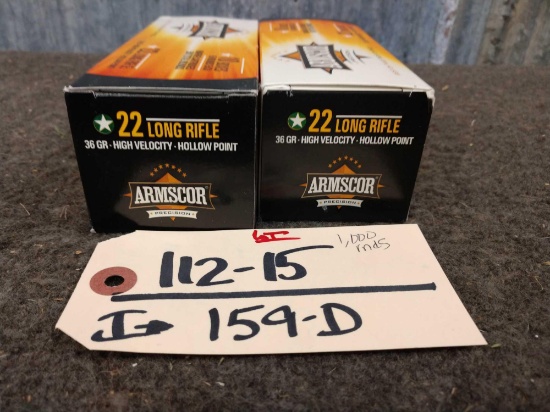 22 LONG RIFLE
36 GR · HIGH VELOCITY · HOLLOW POINT
ARMSCOR
PRECISION
22 LONG RIFLE
36 GR · HIGH VELOCITY · HOLLOW POINT
ARMSCOR
PRECISION
1,000
rnds
112-15
I→ 159-D